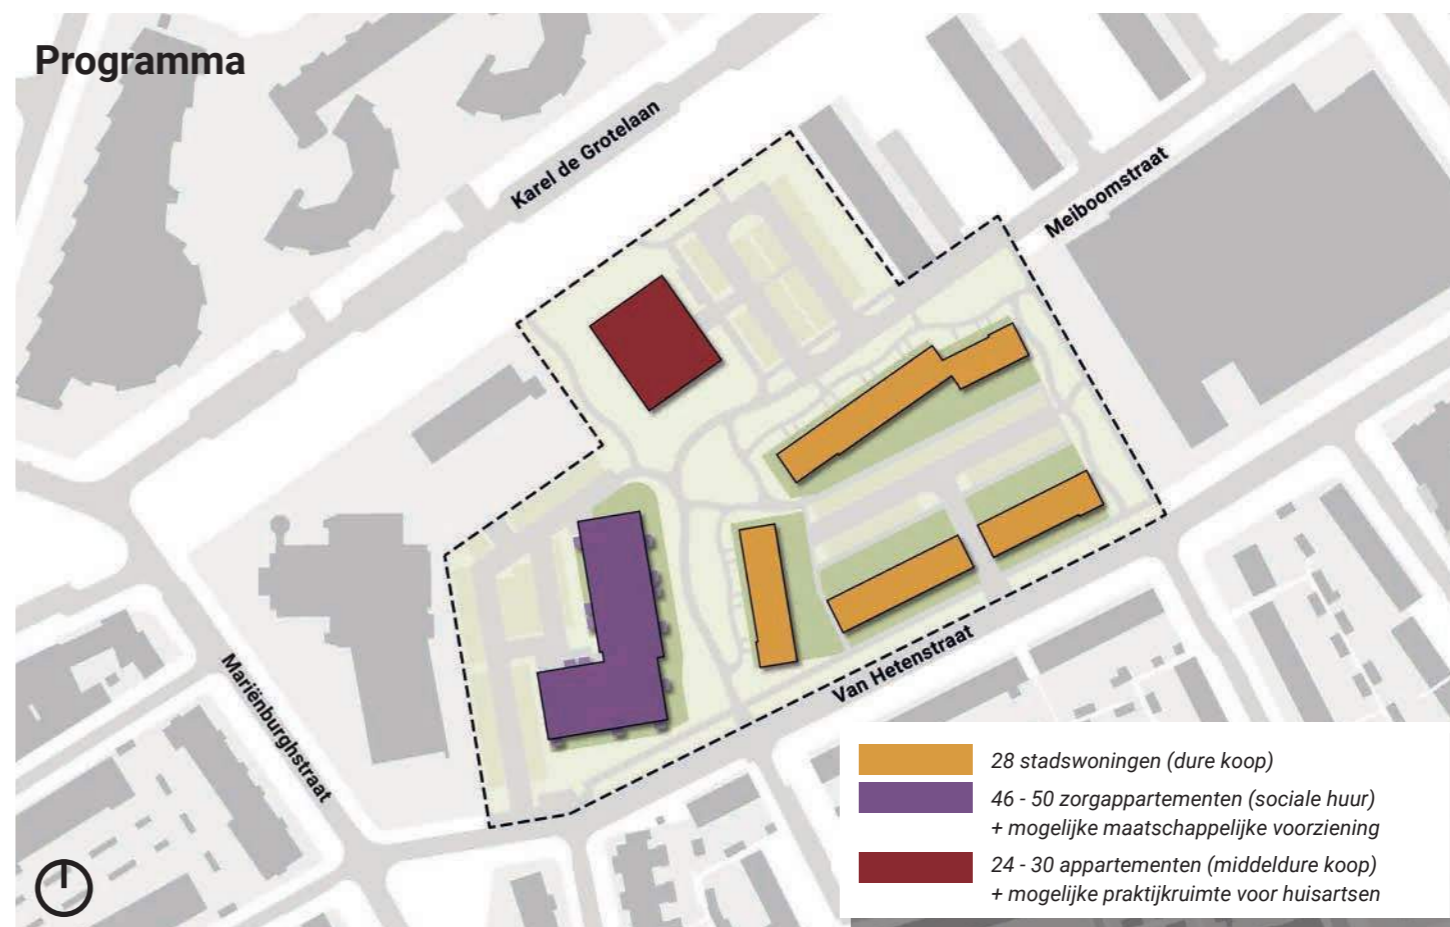 Programma
Karel de Grotelaan
Meiboomstraat
Van Hetenstraat
Mariënburghstraat
28 stadswoningen (dure koop)
46 - 50 zorgappartementen (sociale huur)
+ mogelijke maatschappelijke voorziening
24 - 30 appartementen (middeldure koop)
+ mogelijke praktijkruimte voor huisartsen